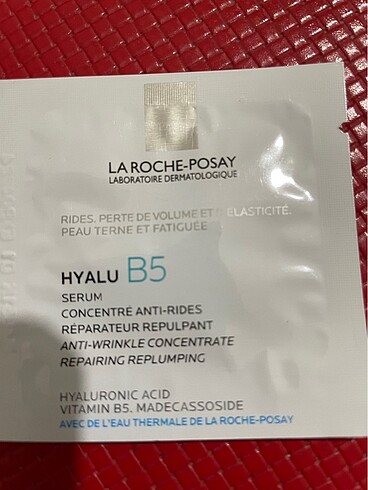 LA ROCHE-POSAY
LABORATOIRE DERMATOLOGIQUE
RIDES. PERTE DE VOLUME ET D'ELASTICITÉ.
PEAU TERNE ET FATIGUÉE
HYALU B5
SERUM
CONCENTRÉ ANTI-RIDES
RÉPARATEUR REPULPANT
ANTI-WRINKLE CONCENTRATE
REPAIRING REPLUMPING
HYALURONIC ACID
VITAMIN B5. MADECASSOSIDE
AVEC DE L'EAU THERMALE DE LA ROCHE-POSAY